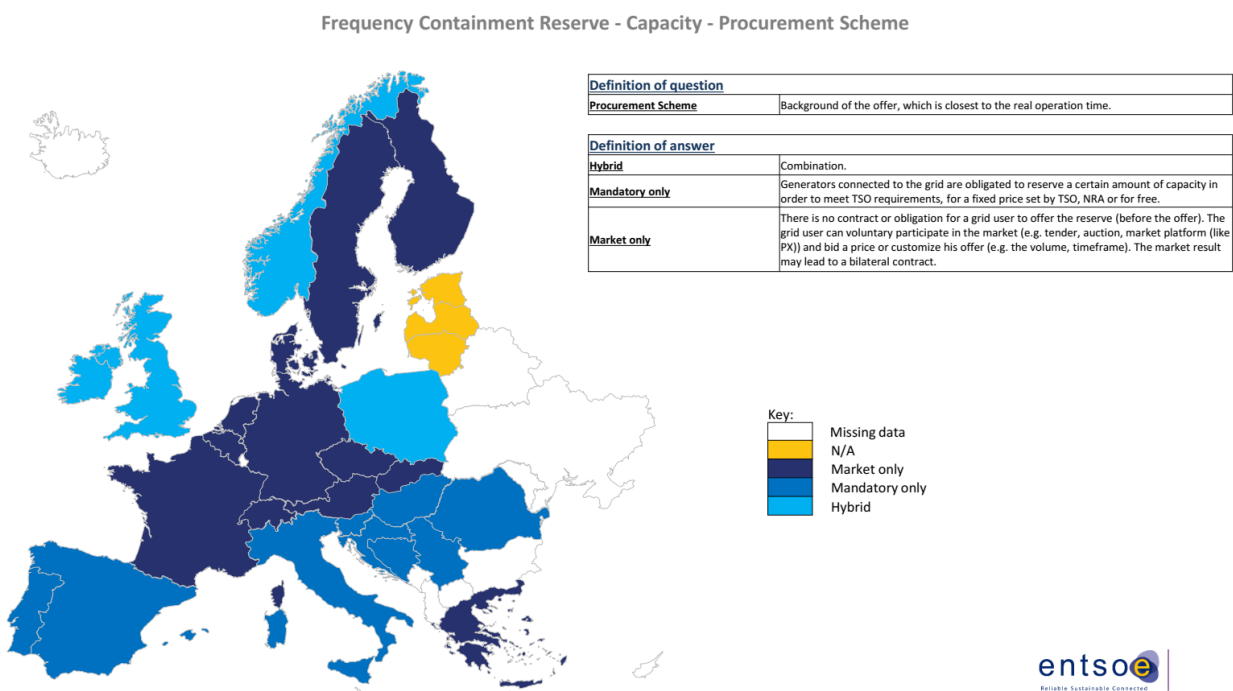 Frequency Containment Reserve - Capacity - Procurement Scheme
Definition of question
Procurement Scheme Background of the offer, which is closest to the real operation time.
Definition of answer
Hybrid Combination.
Mandatory only Generators connected to the grid are obligated to reserve a certain amount of capacity in
order to meet TSO requirements, for a fixed price set by TSO, NRA or for free.
Market only There is no contract or obligation for a grid user to offer the reserve (before the offer). The
grid user can voluntary participate in the market (e.g. tender, auction, market platform (like
PX)) and bid a price or customize his offer (e.g. the volume, timeframe). The market result
may lead to a bilateral contract.
Key:
Missing data
N/A
Market only
Mandatory only
Hybrid
entsoe
Reliable Sustainable Connected